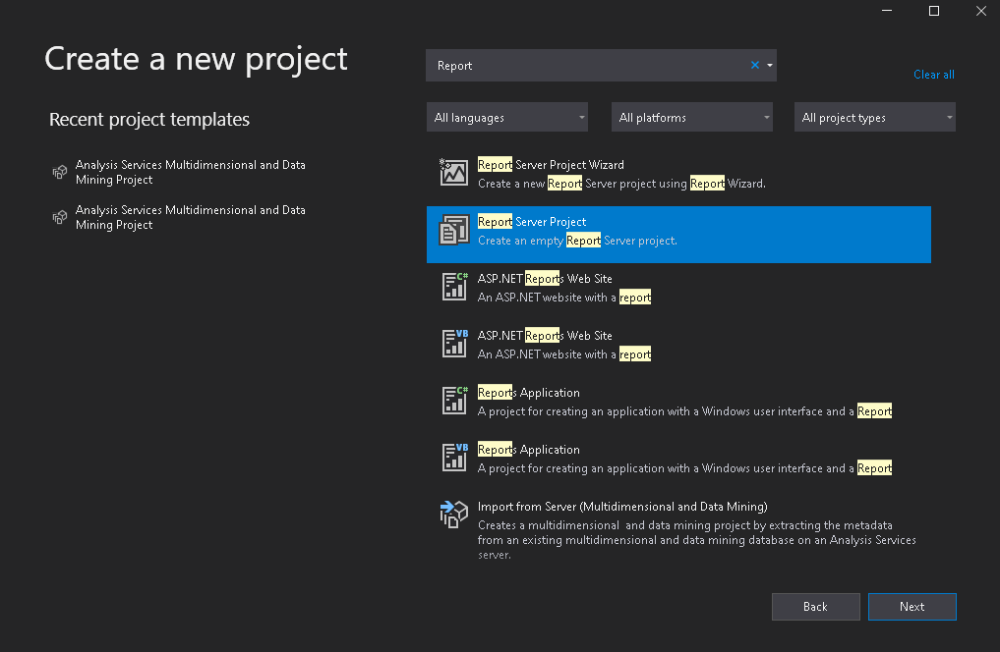 Create a new project
Report
Clear all
Recent project templates
All languages
All platforms
All project types
Analysis Services Multidimensional and Data
Mining Project
Analysis Services Multidimensional and Data
Mining Project
Report Server Project Wizard
Create a new Report Server project using Report Wizard.
Report Server Project
Create an empty Report Server project.
C#
ASP.NET Reports Web Site
An ASP.NET website with a report
VB
ASP.NET Reports Web Site
An ASP.NET website with a report
C#
Reports Application
A project for creating an application with a Windows user interface and a Report
VB
Reports Application
A project for creating an application with a Windows user interface and a Report
Import from Server (Multidimensional and Data Mining)
Creates a multidimensional and data mining project by extracting the metadata
from an existing multidimensional and data mining database on an Analysis Services
server.
Back
Next